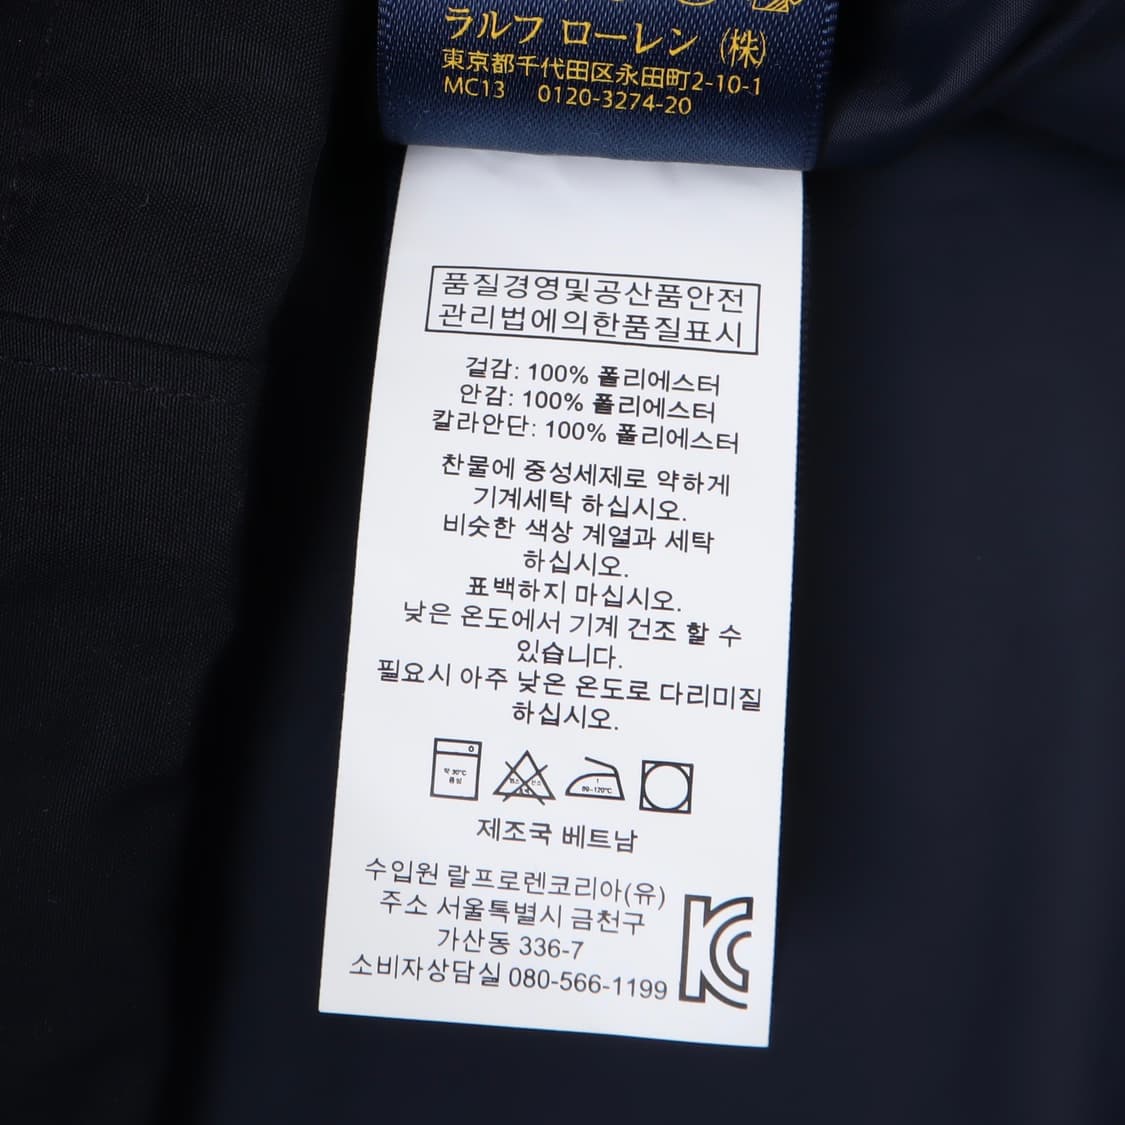 ラルフ ローレン (株)
東京都千代田区永田町2-10-1
MC13 0120-3274-20
품질경영및공산품안전
관리법에의한품질표시
겉감: 100% 폴리에스터
안감: 100% 폴리에스터
칼라안단: 100% 폴리에스터
찬물에 중성세제로 약하게
기계세탁 하십시오.
비슷한 색상 계열과 세탁
하십시오.
표백하지 마십시오.
낮은 온도에서 기계 건조 할 수
있습니다.
필요시 아주 낮은 온도로 다리미질
하십시오.
약 30℃
중성
1
80~120℃
제조국 베트남
수입원 랄프로렌코리아(유)
주소 서울특별시 금천구
가산동 336-7
소비자상담실 080-566-1199
KC